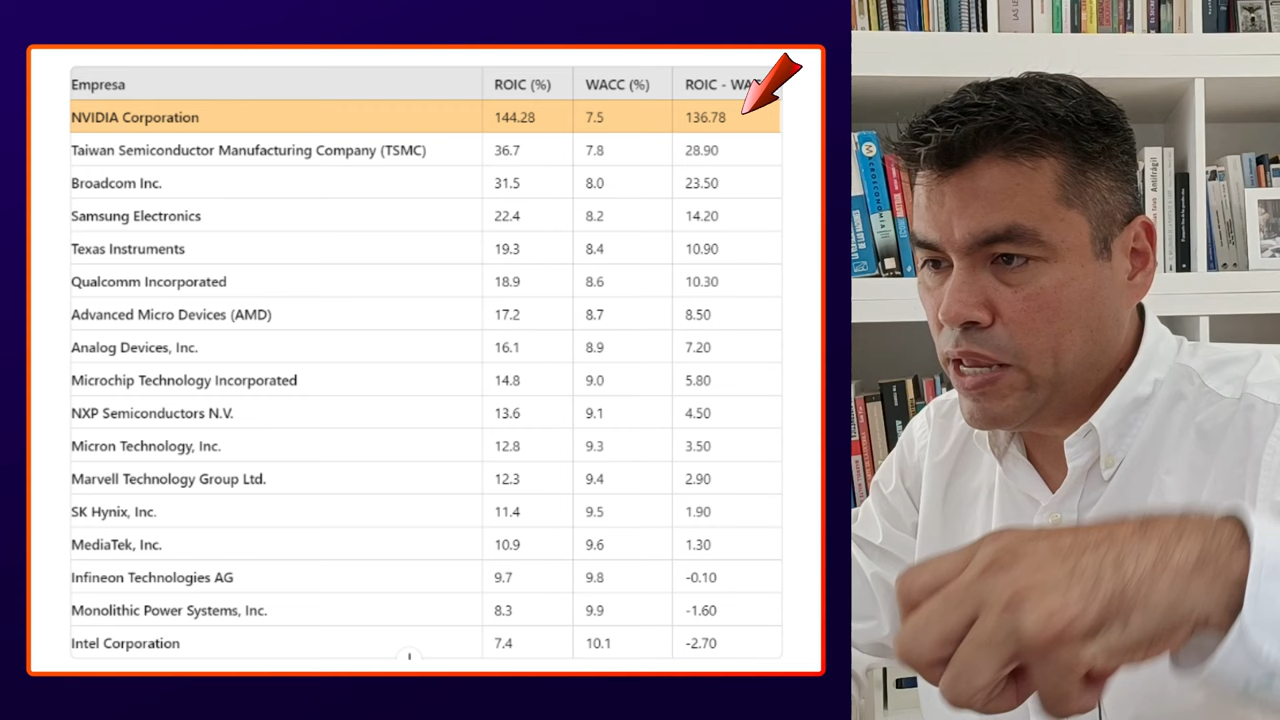 Empresa ROIC (%) WACC (%) ROIC - WA
NVIDIA Corporation 144.28 7.5 136.78
Taiwan Semiconductor Manufacturing Company (TSMC) 36.7 7.8 28.90
Broadcom Inc. 31.5 8.0 23.50
Samsung Electronics 22.4 8.2 14.20
Texas Instruments 19.3 8.4 10.90
Qualcomm Incorporated 18.9 8.6 10.30
Advanced Micro Devices (AMD) 17.2 8.7 8.50
Analog Devices, Inc. 16.1 8.9 7.20
Microchip Technology Incorporated 14.8 9.0 5.80
NXP Semiconductors N.V. 13.6 9.1 4.50
Micron Technology, Inc. 12.8 9.3 3.50
Marvell Technology Group Ltd. 12.3 9.4 2.90
SK Hynix, Inc. 11.4 9.5 1.90
MediaTek, Inc. 10.9 9.6 1.30
Infineon Technologies AG 9.7 9.8 -0.10
Monolithic Power Systems, Inc. 8.3 9.9 -1.60
Intel Corporation 7.4 10.1 -2.70
MACROECONOMÍA
Antifrágil